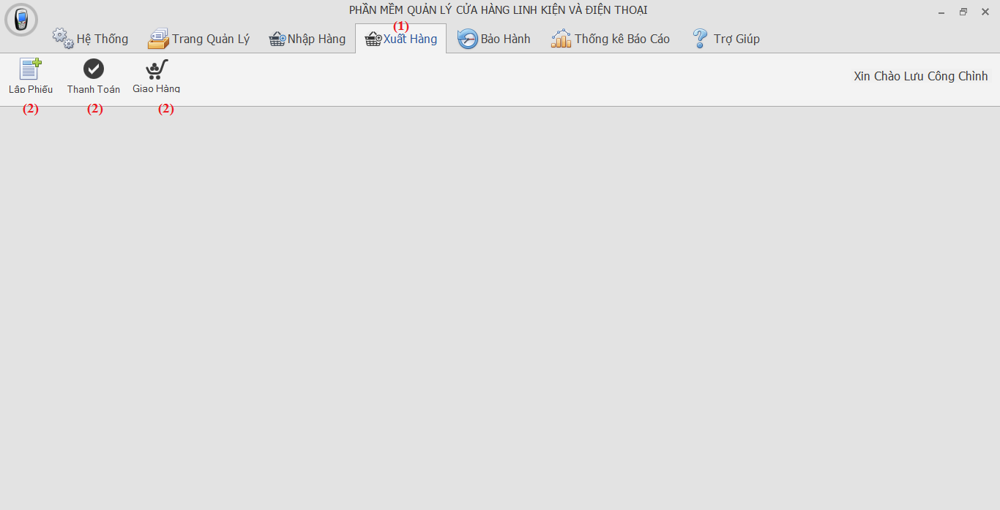 PHẦN MỀM QUẢN LÝ CỬA HÀNG LINH KIỆN VÀ ĐIỆN THOẠI
(1)
Hệ Thống Trang Quản Lý Nhập Hàng Xuất Hàng Bảo Hành Thống kê Báo Cáo Trợ Giúp
Xin Chào Lưu Công Chình
Lập Phiếu Thanh Toán Giao Hàng
(2) (2) (2)